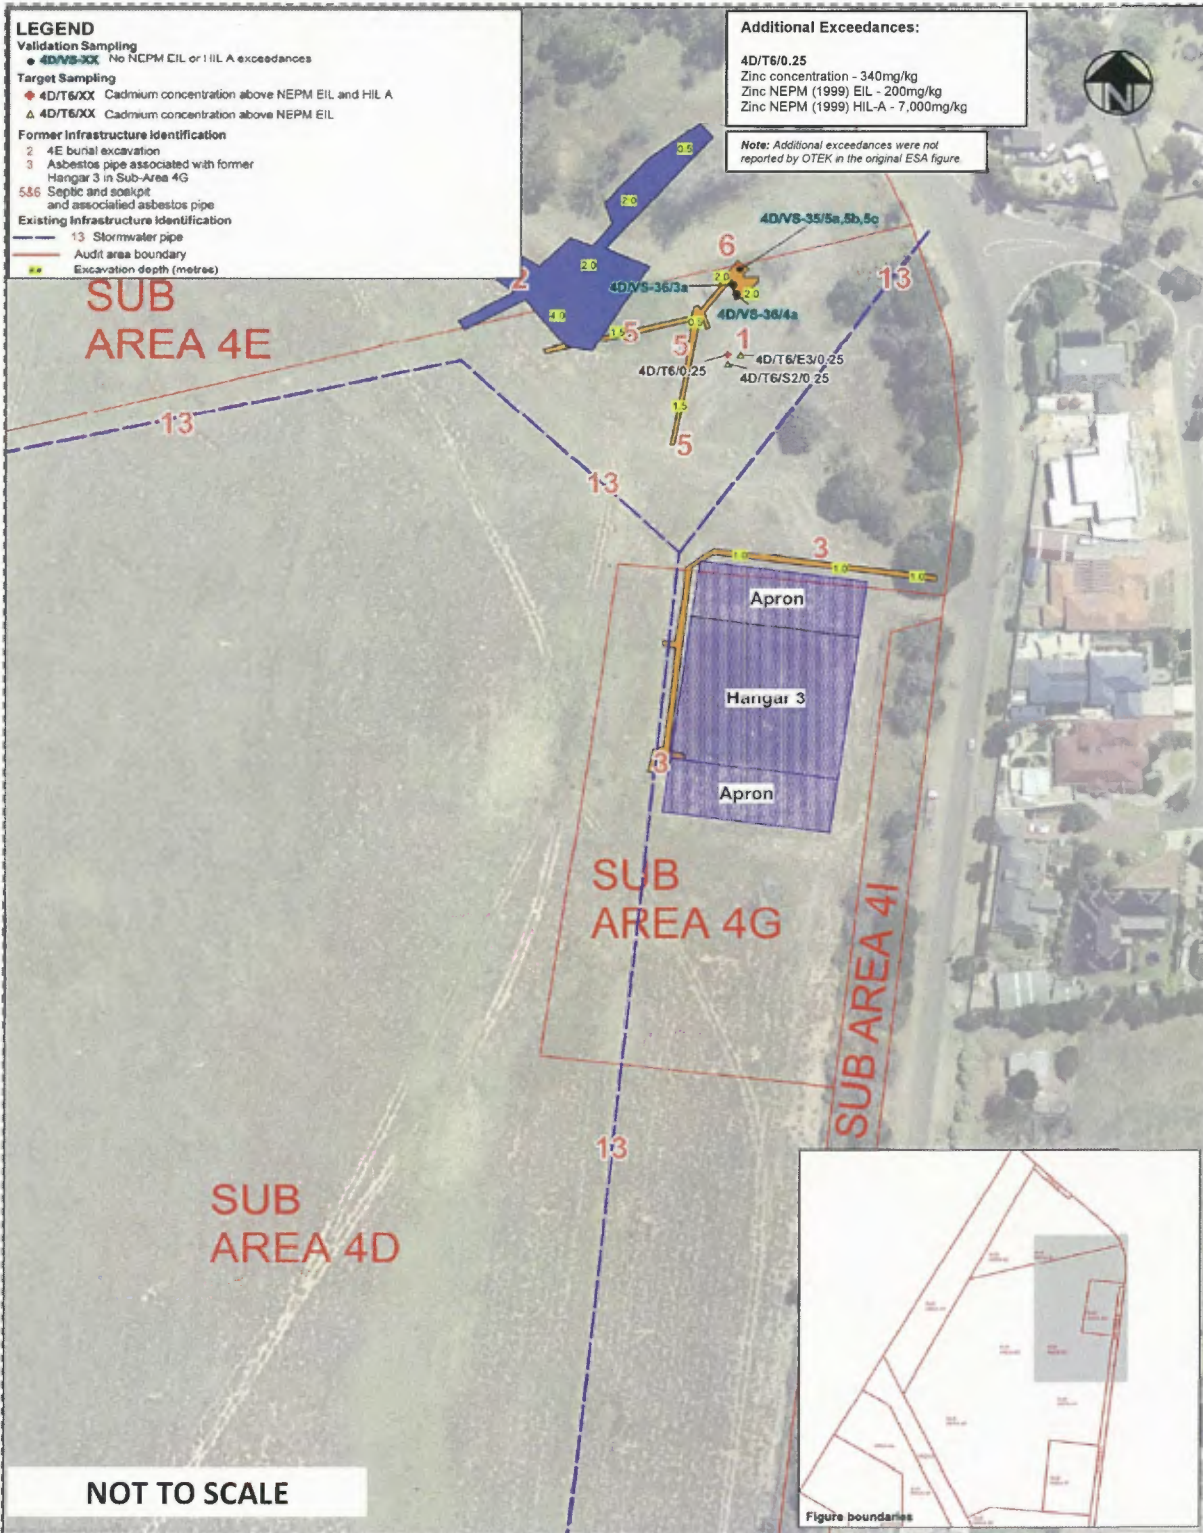 LEGEND
Validation Sampling
4D/VS-XX No NEPM EIL or HIL A exceedances
Target Sampling
4D/T6/XX Cadmium concentration above NEPM EIL and HIL A
4D/T6/XX Cadmium concentration above NEPM EIL
Former Infrastructure Identification
2 4E burial excavation
3 Asbestos pipe associated with former
Hangar 3 in Sub-Area 4G
5&6 Septic and soakpit
and associatied asbestos pipe
Existing Infrastructure Identification
13 Stormwater pipe
Audit area boundary
Excavation depth (metres)
Additional Exceedances:
4D/T6/0.25
Zinc concentration - 340mg/kg
Zinc NEPM (1999) EIL - 200mg/kg
Zinc NEPM (1999) HIL-A - 7,000mg/kg
Note: Additional exceedances were not
reported by OTEK in the original ESA figure.
N
0.5
2.0
2.0
4.0
2
6
4D/VS-35/5a,5b,5c
2.0
4D/VS-36/3a
2.0
4D/VS-36/4a
13
SUB
AREA 4E
1.5
5
0.5
5
1
4D/T6/0.25
4D/T6/E3/0.25
4D/T6/S2/0.25
1.5
5
13
13
3
1.0
1.0
1.0
Apron
Hangar 3
3
Apron
SUB
AREA 4G
SUB AREA 4I
13
SUB
AREA 4D
NOT TO SCALE
Figure boundaries